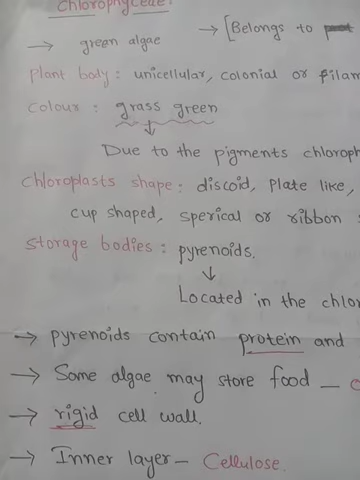 Chlorophyceae:
→ green algae → [Belongs to
Plant body: unicellular, colonial or filam
Colour: grass green
↓
Due to the pigments chloroph
Chloroplasts shape: discoid, Plate like,
cup shaped, sperical or ribbon
Storage bodies: pyrenoids.
↓
Located in the chlor
→ pyrenoids contain protein and
→ Some algae may store food –
→ rigid cell wall.
→ Inner layer – Cellulose.